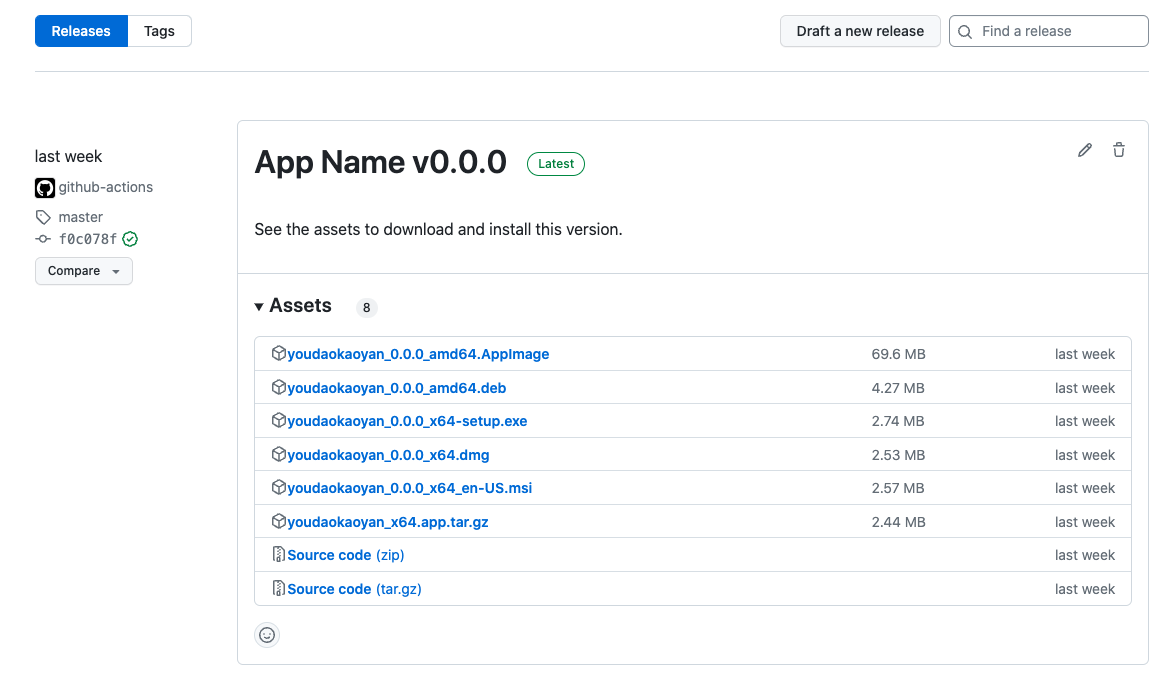 Releases Tags Draft a new release Find a release
last week
github-actions
master
f0c078f
Compare
App Name v0.0.0 Latest
See the assets to download and install this version.
Assets 8
youdaokaoyan_0.0.0_amd64.AppImage 69.6 MB last week
youdaokaoyan_0.0.0_amd64.deb 4.27 MB last week
youdaokaoyan_0.0.0_x64-setup.exe 2.74 MB last week
youdaokaoyan_0.0.0_x64.dmg 2.53 MB last week
youdaokaoyan_0.0.0_x64_en-US.msi 2.57 MB last week
youdaokaoyan_x64.app.tar.gz 2.44 MB last week
Source code (zip) last week
Source code (tar.gz) last week